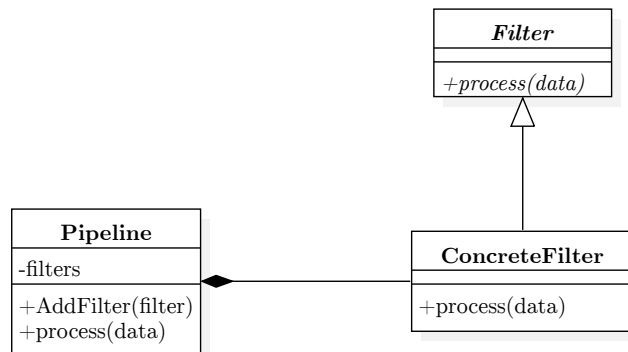 Filter
+process(data)
Pipeline
-filters
+AddFilter(filter)
+process(data)
ConcreteFilter
+process(data)